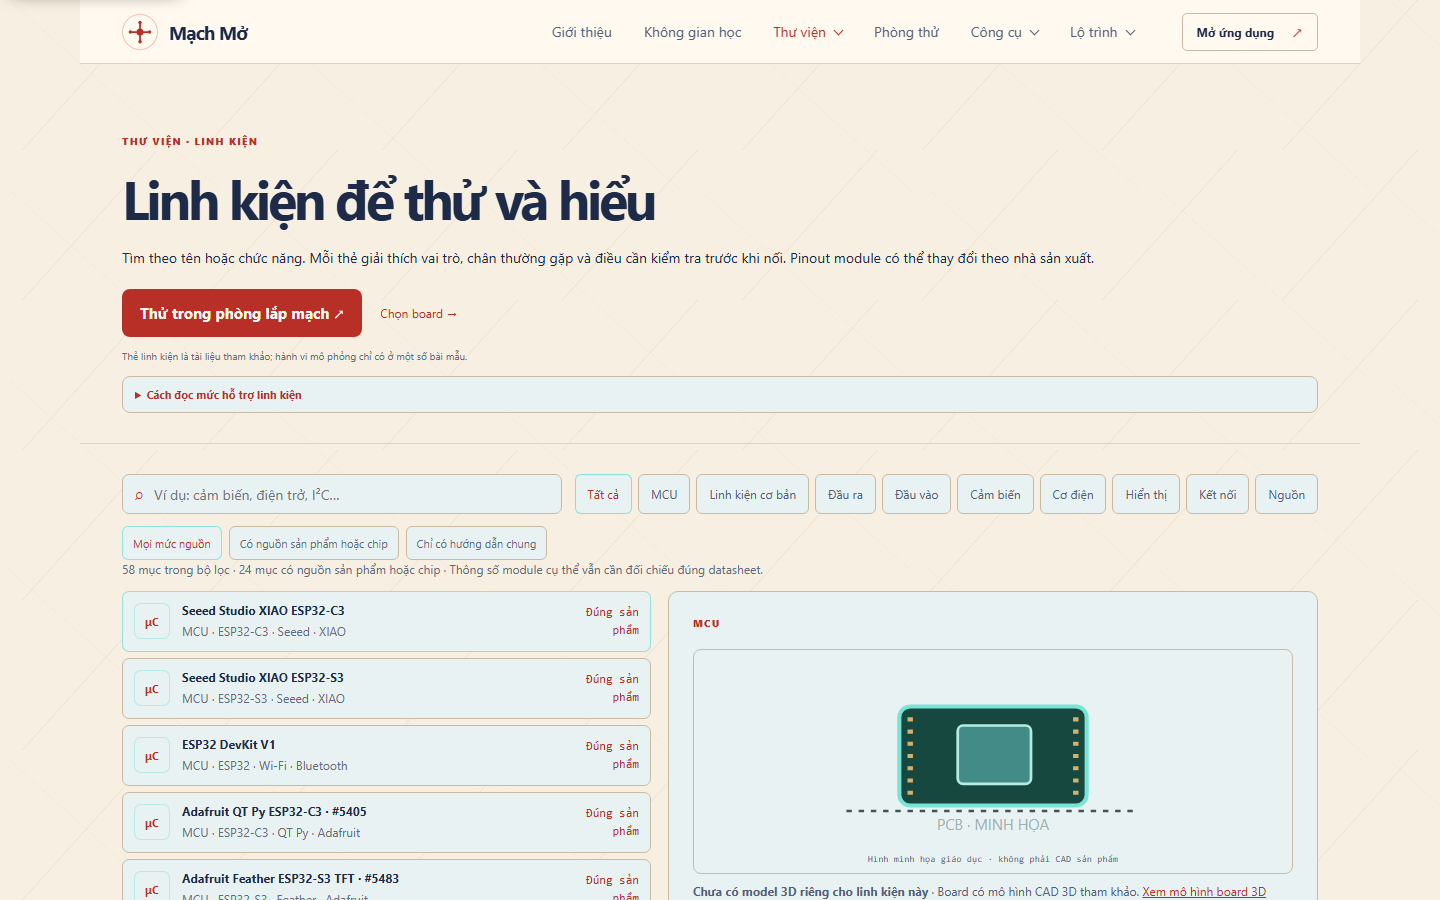 Mạch Mở
Giới thiệu
Không gian học
Thư viện
Phòng thử
Công cụ
Lộ trình
Mở ứng dụng ↗
THƯ VIỆN · LINH KIỆN
Linh kiện để thử và hiểu
Tìm theo tên hoặc chức năng. Mỗi thẻ giải thích vai trò, chân thường gặp và điều cần kiểm tra trước khi nối. Pinout module có thể thay đổi theo nhà sản xuất.
Thử trong phòng lắp mạch ↗
Chọn board →
Thẻ linh kiện là tài liệu tham khảo; hành vi mô phỏng chỉ có ở một số bài mẫu.
▶ Cách đọc mức hỗ trợ linh kiện
Ví dụ: cảm biến, điện trở, I²C...
Tất cả
MCU
Linh kiện cơ bản
Đầu ra
Đầu vào
Cảm biến
Cơ điện
Hiển thị
Kết nối
Nguồn
Mọi mức nguồn
Có nguồn sản phẩm hoặc chip
Chỉ có hướng dẫn chung
58 mục trong bộ lọc · 24 mục có nguồn sản phẩm hoặc chip · Thông số module cụ thể vẫn cần đối chiếu đúng datasheet.
µC
Seeed Studio XIAO ESP32-C3
MCU · ESP32-C3 · Seeed · XIAO
Đúng sản
phẩm
µC
Seeed Studio XIAO ESP32-S3
MCU · ESP32-S3 · Seeed · XIAO
Đúng sản
phẩm
µC
ESP32 DevKit V1
MCU · ESP32 · Wi-Fi · Bluetooth
Đúng sản
phẩm
µC
Adafruit QT Py ESP32-C3 · #5405
MCU · ESP32-C3 · QT Py · Adafruit
Đúng sản
phẩm
µC
Adafruit Feather ESP32-S3 TFT · #5483
MCU · ESP32-S3 · Feather · Adafruit
Đúng sản
phẩm
MCU
PCB · MINH HỌA
Hình minh họa giáo dục · không phải CAD sản phẩm
Chưa có model 3D riêng cho linh kiện này · Board có mô hình CAD 3D tham khảo. Xem mô hình board 3D